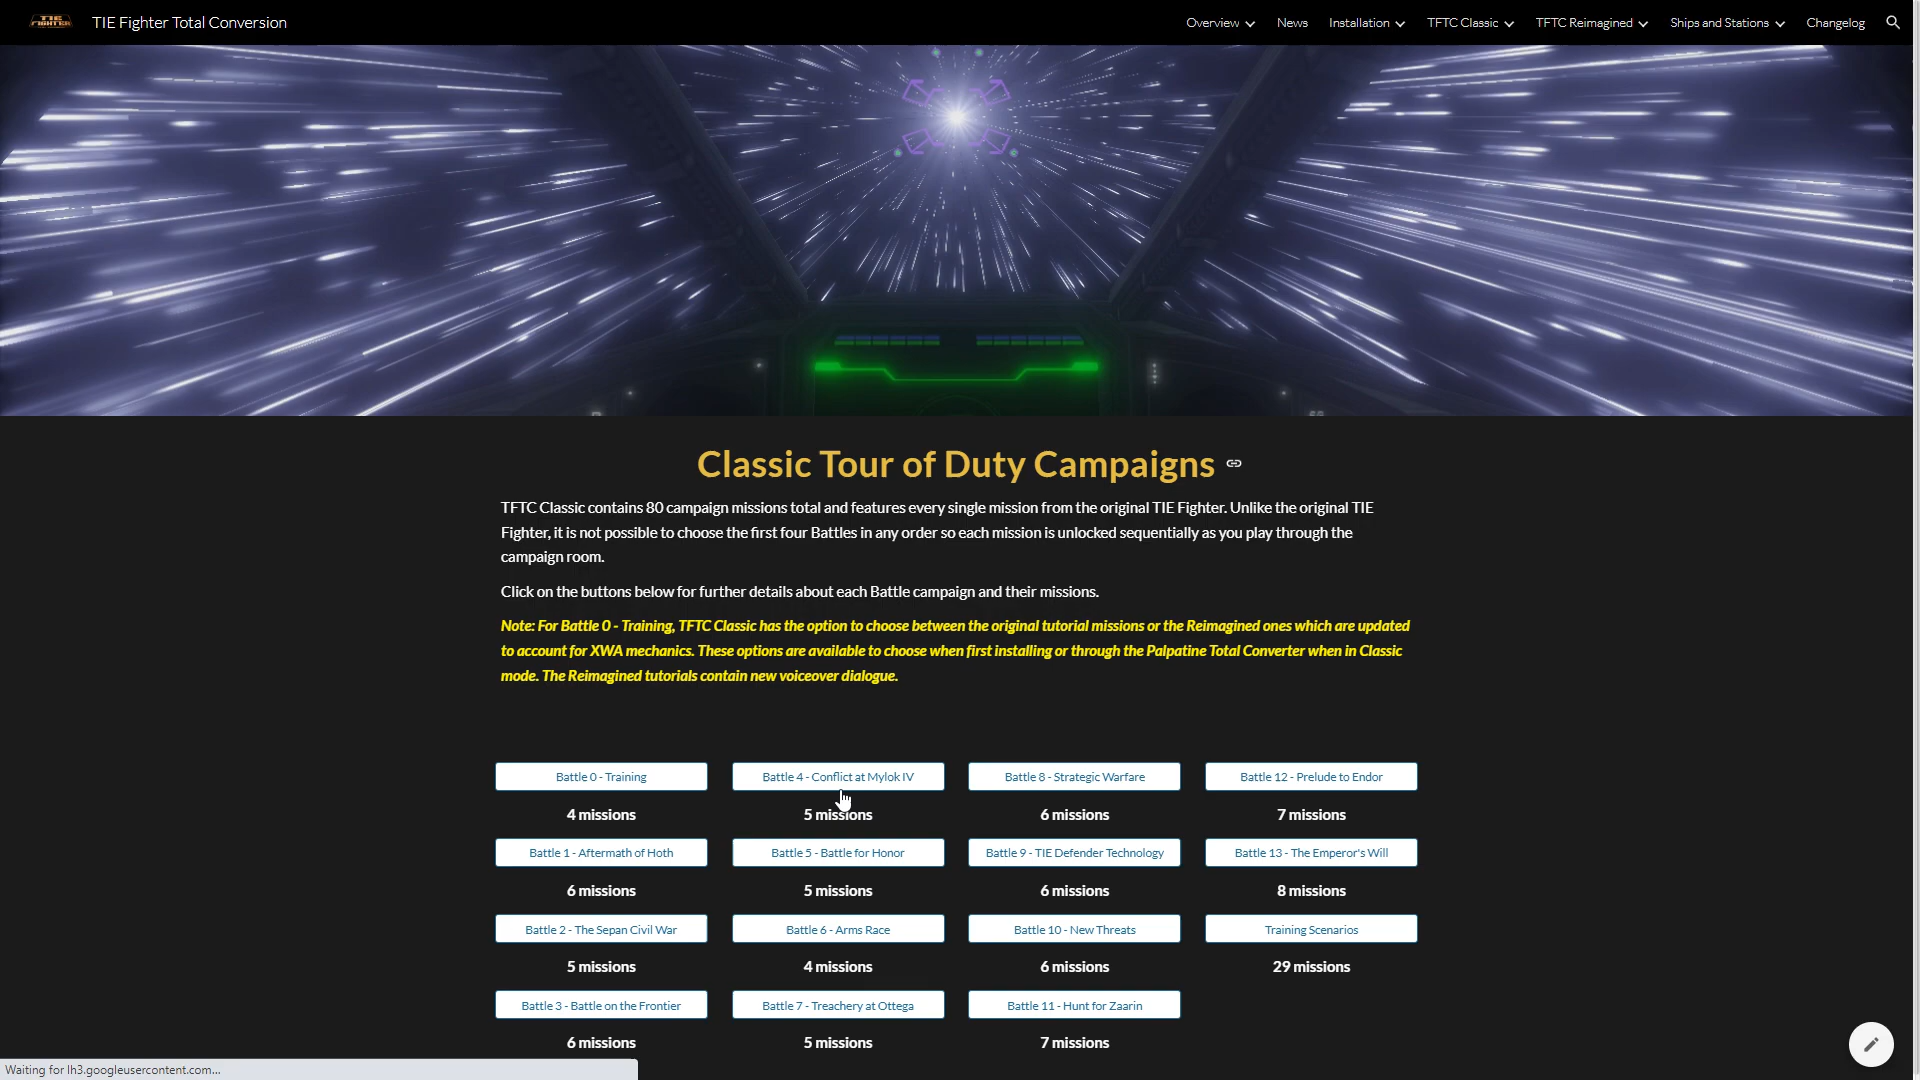 TIE FIGHTER
TIE Fighter Total Conversion
Overview
News
Installation
TFTC Classic
TFTC Reimagined
Ships and Stations
Changelog
Classic Tour of Duty Campaigns
TFTC Classic contains 80 campaign missions total and features every single mission from the original TIE Fighter. Unlike the original TIE
Fighter, it is not possible to choose the first four Battles in any order so each mission is unlocked sequentially as you play through the
campaign room.
Click on the buttons below for further details about each Battle campaign and their missions.
Note: For Battle 0 - Training, TFTC Classic has the option to choose between the original tutorial missions or the Reimagined ones which are updated
to account for XWA mechanics. These options are available to choose when first installing or through the Palpatine Total Converter when in Classic
mode. The Reimagined tutorials contain new voiceover dialogue.
Battle 0 - Training
Battle 4 - Conflict at Mylok IV
Battle 8 - Strategic Warfare
Battle 12 - Prelude to Endor
4 missions
5 missions
6 missions
7 missions
Battle 1 - Aftermath of Hoth
Battle 5 - Battle for Honor
Battle 9 - TIE Defender Technology
Battle 13 - The Emperor's Will
6 missions
5 missions
6 missions
8 missions
Battle 2 - The Sepan Civil War
Battle 6 - Arms Race
Battle 10 - New Threats
Training Scenarios
5 missions
4 missions
6 missions
29 missions
Battle 3 - Battle on the Frontier
Battle 7 - Treachery at Ottega
Battle 11 - Hunt for Zaarin
6 missions
5 missions
7 missions
Waiting for lh3.googleusercontent.com...